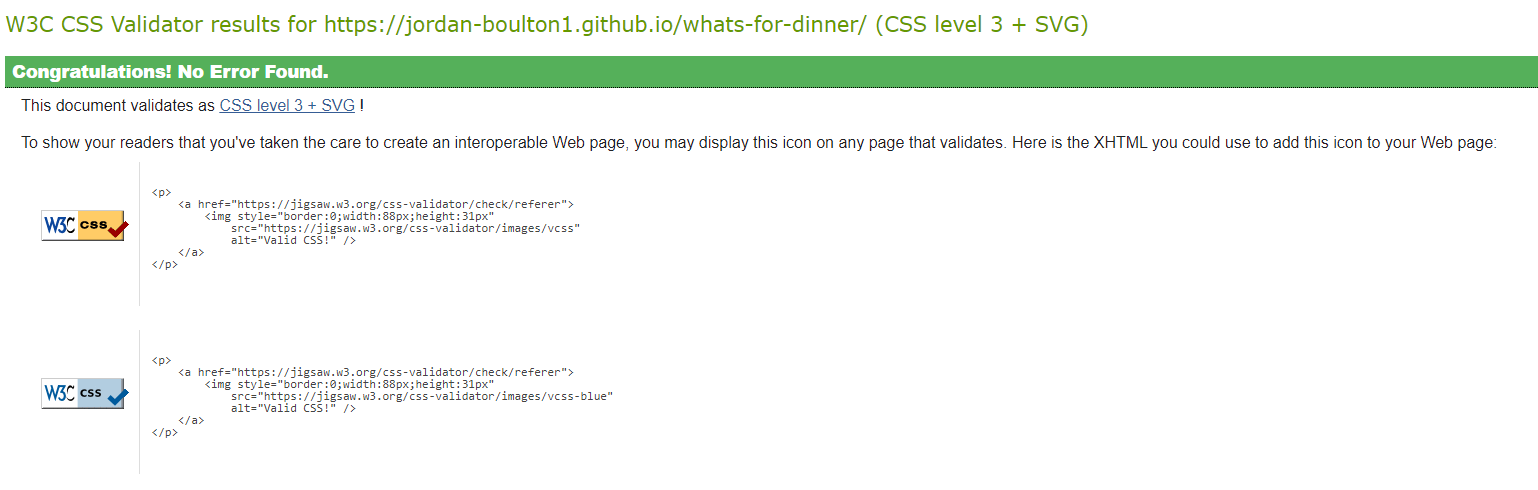 W3C CSS Validator results for https://jordan-boulton1.github.io/whats-for-dinner/ (CSS level 3 + SVG)
Congratulations! No Error Found.
This document validates as CSS level 3 + SVG !
To show your readers that you've taken the care to create an interoperable Web page, you may display this icon on any page that validates. Here is the XHTML you could use to add this icon to your Web page:
W3C css
<p>
<a href="https://jigsaw.w3.org/css-validator/check/referer">
<img style="border:0;width:88px;height:31px"
src="https://jigsaw.w3.org/css-validator/images/vcss"
alt="Valid CSS!" />
</a>
</p>
W3C css
<p>
<a href="https://jigsaw.w3.org/css-validator/check/referer">
<img style="border:0;width:88px;height:31px"
src="https://jigsaw.w3.org/css-validator/images/vcss-blue"
alt="Valid CSS!" />
</a>
</p>